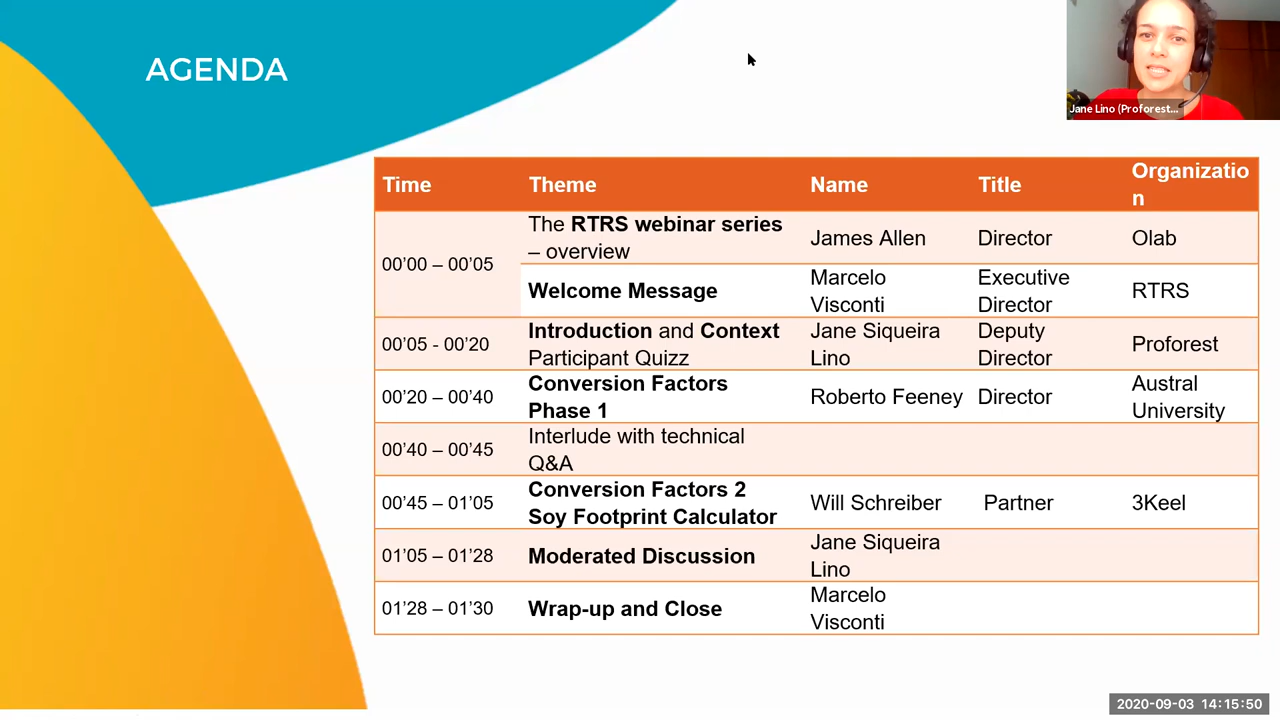 AGENDA
Jane Lino (Proforest...
Time Theme Name Title Organizatio
n
00'00 – 00'05 The RTRS webinar series
– overview James Allen Director Olab
Welcome Message Marcelo
Visconti Executive
Director RTRS
00'05 - 00'20 Introduction and Context
Participant Quizz Jane Siqueira
Lino Deputy
Director Proforest
00'20 – 00'40 Conversion Factors
Phase 1 Roberto Feeney Director Austral
University
00'40 – 00'45 Interlude with technical
Q&A
00'45 – 01'05 Conversion Factors 2
Soy Footprint Calculator Will Schreiber Partner 3Keel
01'05 – 01'28 Moderated Discussion Jane Siqueira
Lino
01'28 – 01'30 Wrap-up and Close Marcelo
Visconti
2020-09-03 14:15:50